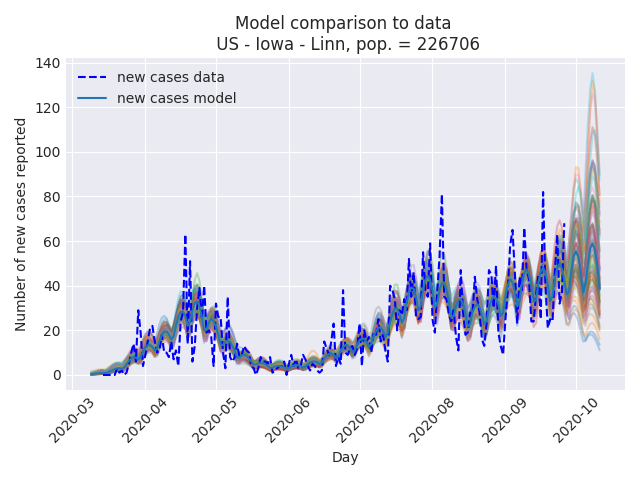 Model comparison to data
US - Iowa - Linn, pop. = 226706
new cases data
new cases model
Number of new cases reported
140
120
100
80
60
40
20
0
2020-03
2020-04
2020-05
2020-06
2020-07
2020-08
2020-09
2020-10
Day